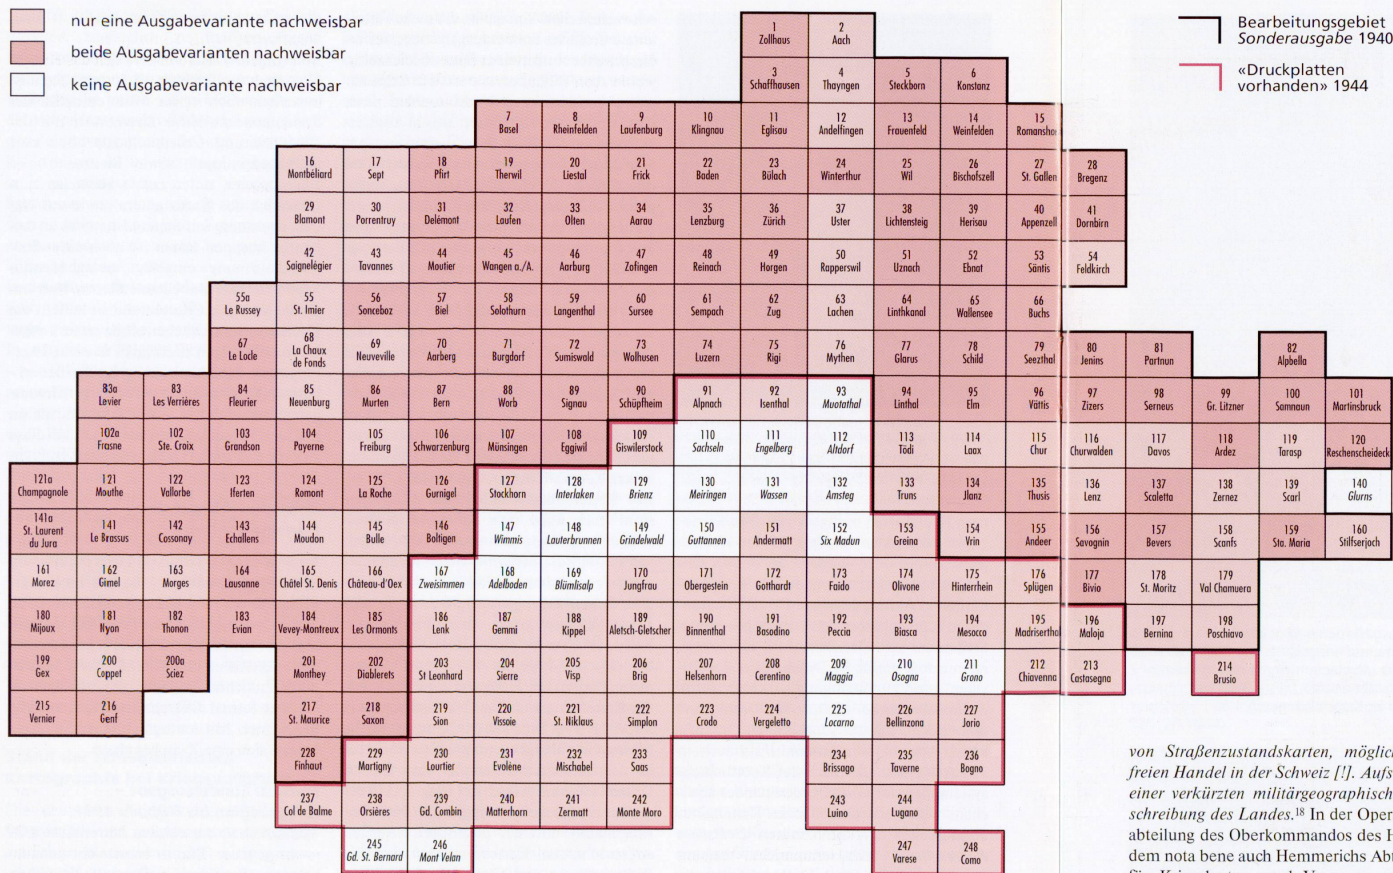 nur eine Ausgabevariante nachweisbar
beide Ausgabevarianten nachweisbar
keine Ausgabevariante nachweisbar
Bearbeitungsgebiet
Sonderausgabe 1940
«Druckplatten
vorhanden» 1944
1 Zollhaus
2 Aach
3 Schaffhausen
4 Thayngen
5 Steckborn
6 Konstanz
7 Basel
8 Rheinfelden
9 Laufenburg
10 Klingnau
11 Eglisau
12 Andelfingen
13 Frauenfeld
14 Weinfelden
15 Romansho
16 Montbéliard
17 Sept
18 Pfirt
19 Therwil
20 Liestal
21 Frick
22 Baden
23 Bülach
24 Winterthur
25 Wil
26 Bischofszell
27 St. Gallen
28 Bregenz
29 Blamont
30 Porrentruy
31 Delémont
32 Laufen
33 Olten
34 Aarau
35 Lenzburg
36 Zürich
37 Uster
38 Lichtensteig
39 Herisau
40 Appenzell
41 Dornbirn
42 Saignelégier
43 Tavannes
44 Moutier
45 Wangen a./A.
46 Aarburg
47 Zofingen
48 Reinach
49 Horgen
50 Rapperswil
51 Uznach
52 Ebnat
53 Säntis
54 Feldkirch
55a Le Russey
55 St. Imier
56 Sonceboz
57 Biel
58 Solothurn
59 Langenthal
60 Sursee
61 Sempach
62 Zug
63 Lachen
64 Linthkanal
65 Wallensee
66 Buchs
67 Le Locle
68 La Chaux de Fonds
69 Neuveville
70 Aarberg
71 Burgdorf
72 Sumiswald
73 Wolhusen
74 Luzern
75 Rigi
76 Mythen
77 Glarus
78 Schild
79 Seezthal
80 Jenins
81 Partnun
82 Alpbella
83a Levier
83 Les Verrières
84 Fleurier
85 Neuenburg
86 Murten
87 Bern
88 Worb
89 Signau
90 Schüpfheim
91 Alpnach
92 Isenthal
93 Muotathal
94 Linthal
95 Elm
96 Vättis
97 Zizers
98 Serneus
99 Gr. Litzner
100 Samnaun
101 Martinsbruck
102a Frasne
102 Ste. Croix
103 Grandson
104 Payerne
105 Freiburg
106 Schwarzenburg
107 Münsingen
108 Eggiwil
109 Giswilerstock
110 Sachseln
111 Engelberg
112 Altdorf
113 Tödi
114 Laax
115 Chur
116 Churwalden
117 Davos
118 Ardez
119 Tarasp
120 Reschenscheideck
121a Champagnole
121 Mouthe
122 Vallorbe
123 Iferten
124 Romont
125 La Roche
126 Gurnigel
127 Stockhorn
128 Interlaken
129 Brienz
130 Meiringen
131 Wassen
132 Amsteg
133 Truns
134 Jlanz
135 Thusis
136 Lenz
137 Scaletta
138 Zernez
139 Scarl
140 Glurns
141a St. Laurent du Jura
141 Le Brassus
142 Cossonay
143 Echallens
144 Moudon
145 Bulle
146 Boltigen
147 Wimmis
148 Lauterbrunnen
149 Grindelwald
150 Guttannen
151 Andermatt
152 Six Madun
153 Greina
154 Vrin
155 Andeer
156 Savognin
157 Bevers
158 Scanfs
159 Sta. Maria
160 Stilfserjoch
161 Morez
162 Gimel
163 Morges
164 Lausanne
165 Châtel St. Denis
166 Château-d'Oex
167 Zweisimmen
168 Adelboden
169 Blümlisalp
170 Jungfrau
171 Obergestein
172 Gotthardt
173 Faido
174 Olivone
175 Hinterrhein
176 Splügen
177 Bivio
178 St. Moritz
179 Val Chamuera
180 Mijoux
181 Nyon
182 Thonon
183 Evian
184 Vevey-Montreux
185 Les Ormonts
186 Lenk
187 Gemmi
188 Kippel
189 Aletsch-Gletscher
190 Binnenthal
191 Basodino
192 Peccia
193 Biasca
194 Mesocco
195 Madriserthal
196 Maloja
197 Bernina
198 Poschiavo
199 Gex
200 Coppet
200a Sciez
201 Monthey
202 Diablerets
203 St Leonhard
204 Sierre
205 Visp
206 Brig
207 Helsenhorn
208 Cerentino
209 Maggia
210 Osogna
211 Grono
212 Chiavenna
213 Castasegna
214 Brusio
215 Vernier
216 Genf
217 St. Maurice
218 Saxon
219 Sion
220 Vissoie
221 St. Niklaus
222 Simplon
223 Crodo
224 Vergeletto
225 Locarno
226 Bellinzona
227 Jorio
228 Finhaut
229 Martigny
230 Lourtier
231 Evolène
232 Mischabel
233 Saas
234 Brissago
235 Taverne
236 Bogno
237 Col de Balme
238 Orsières
239 Gd. Combin
240 Matterhorn
241 Zermatt
242 Monte Moro
243 Luino
244 Lugano
245 Gd. St. Bernard
246 Mont Velan
247 Varese
248 Como
von Straßenzustandskarten, möglic
freien Handel in der Schweiz [!]. Aufs
einer verkürzten militärgeographisch
schreibung des Landes.18 In der Oper
abteilung des Oberkommandos des H
dem nota bene auch Hemmerichs Abt